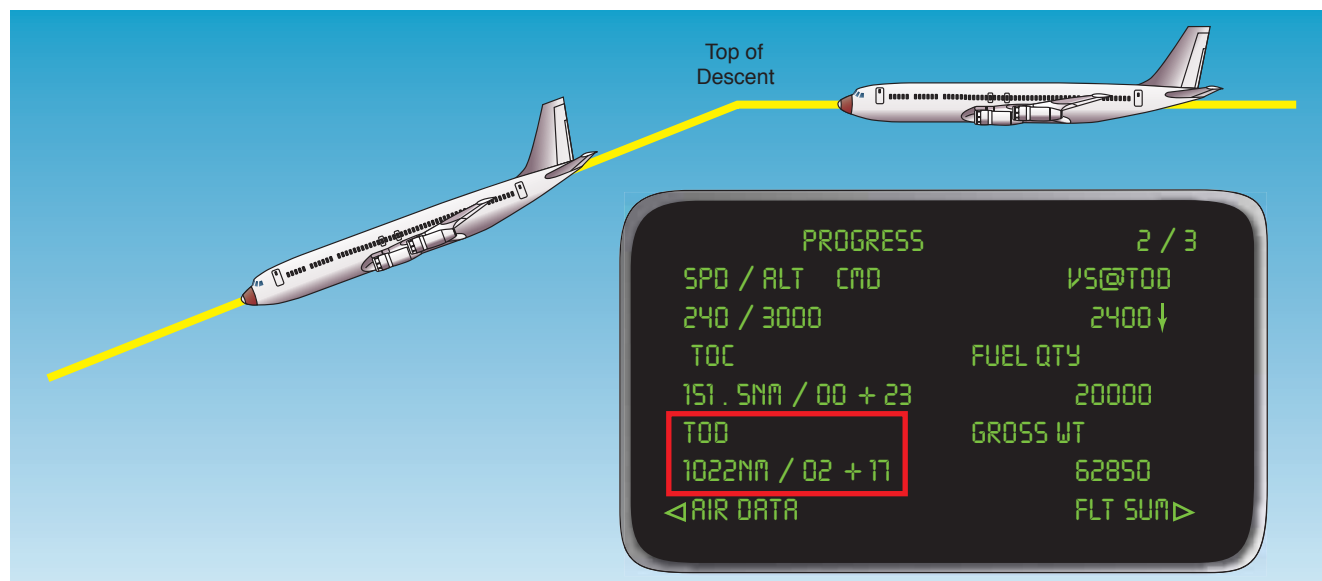 Top of
Descent
PROGRESS 2 / 3
SPD / ALT CMD VS@TOD
240 / 3000 2400↓
TOC FUEL QTY
151 . 5NM / 00 + 23 20000
TOD GROSS WT
1022NM / 02 + 17 62850
◁AIR DATA FLT SUM▷